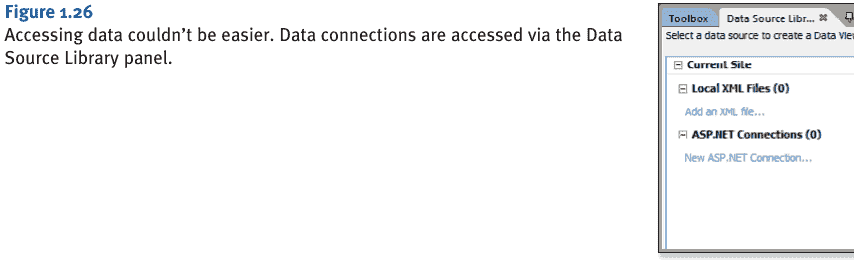 Figure 1.26
Accessing data couldn’t be easier. Data connections are accessed via the Data
Source Library panel.
Toolbox
Data Source Libr...
Select a data source to create a Data Vie
Current Site
Local XML Files (0)
Add an XML file...
ASP.NET Connections (0)
New ASP.NET Connection...